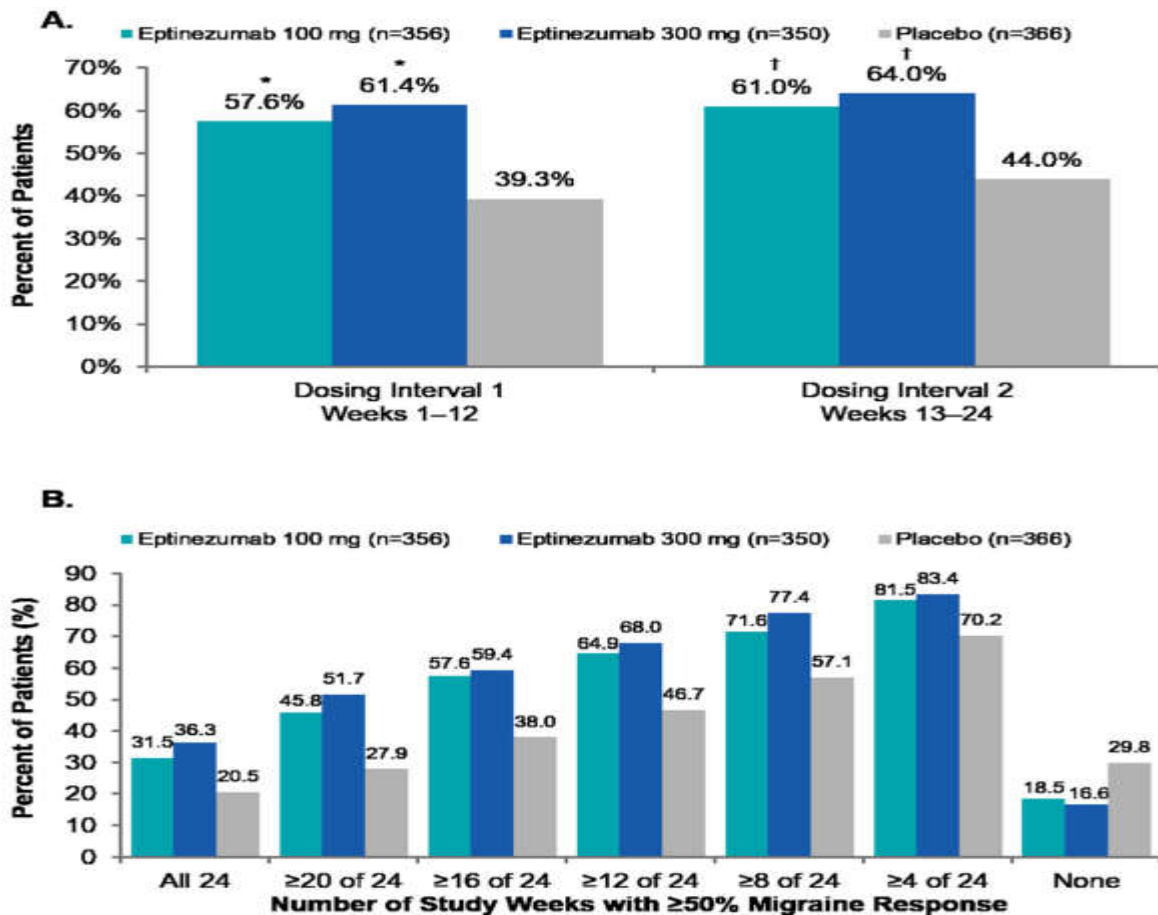 A.
Eptinezumab 100 mg (n=356) Eptinezumab 300 mg (n=350) Placebo (n=366)
Percent of Patients
70%
60%
50%
40%
30%
20%
10%
0%
* * † †
57.6% 61.4% 39.3% 61.0% 64.0% 44.0%
Dosing Interval 1 Dosing Interval 2
Weeks 1–12 Weeks 13–24
B.
Eptinezumab 100 mg (n=356) Eptinezumab 300 mg (n=350) Placebo (n=366)
Percent of Patients (%)
90
80
70
60
50
40
30
20
10
0
31.5 36.3 20.5
45.8 51.7 27.9
57.6 59.4 38.0
64.9 68.0 46.7
71.6 77.4 57.1
81.5 83.4 70.2
18.5 16.6 29.8
All 24 ≥20 of 24 ≥16 of 24 ≥12 of 24 ≥8 of 24 ≥4 of 24 None
Number of Study Weeks with ≥50% Migraine Response